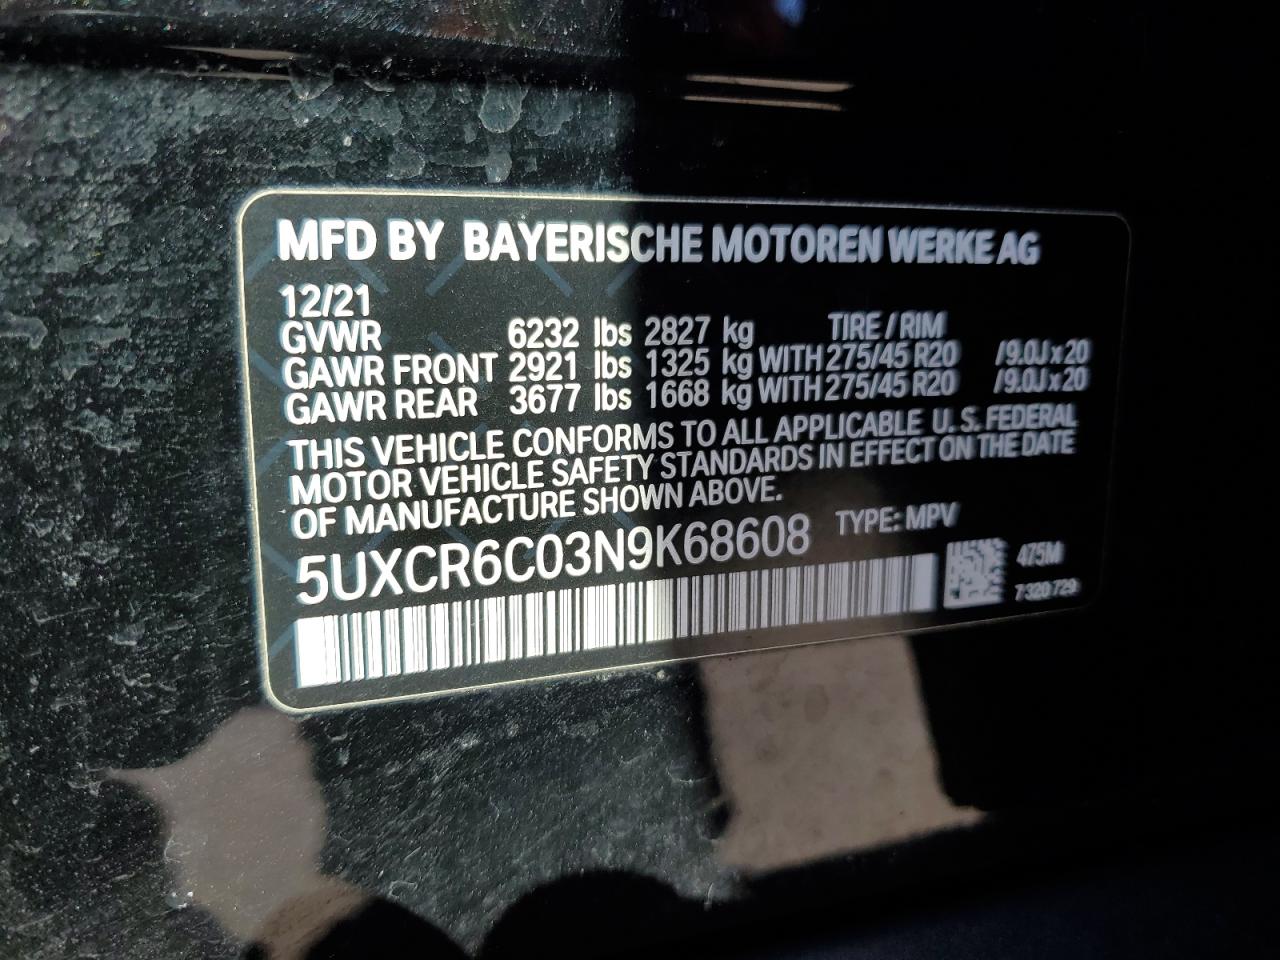 MFD BY BAYERISCHE MOTOREN WERKE AG
12/21
GVWR 6232 lbs 2827 kg TIRE / RIM
GAWR FRONT 2921 lbs 1325 kg WITH 275/45 R20 /9.0J x 20
GAWR REAR 3677 lbs 1668 kg WITH 275/45 R20 /9.0J x 20
THIS VEHICLE CONFORMS TO ALL APPLICABLE U.S. FEDERAL
MOTOR VEHICLE SAFETY STANDARDS IN EFFECT ON THE DATE
OF MANUFACTURE SHOWN ABOVE.
5UXCR6C03N9K68608 TYPE: MPV
475M
7 320 729